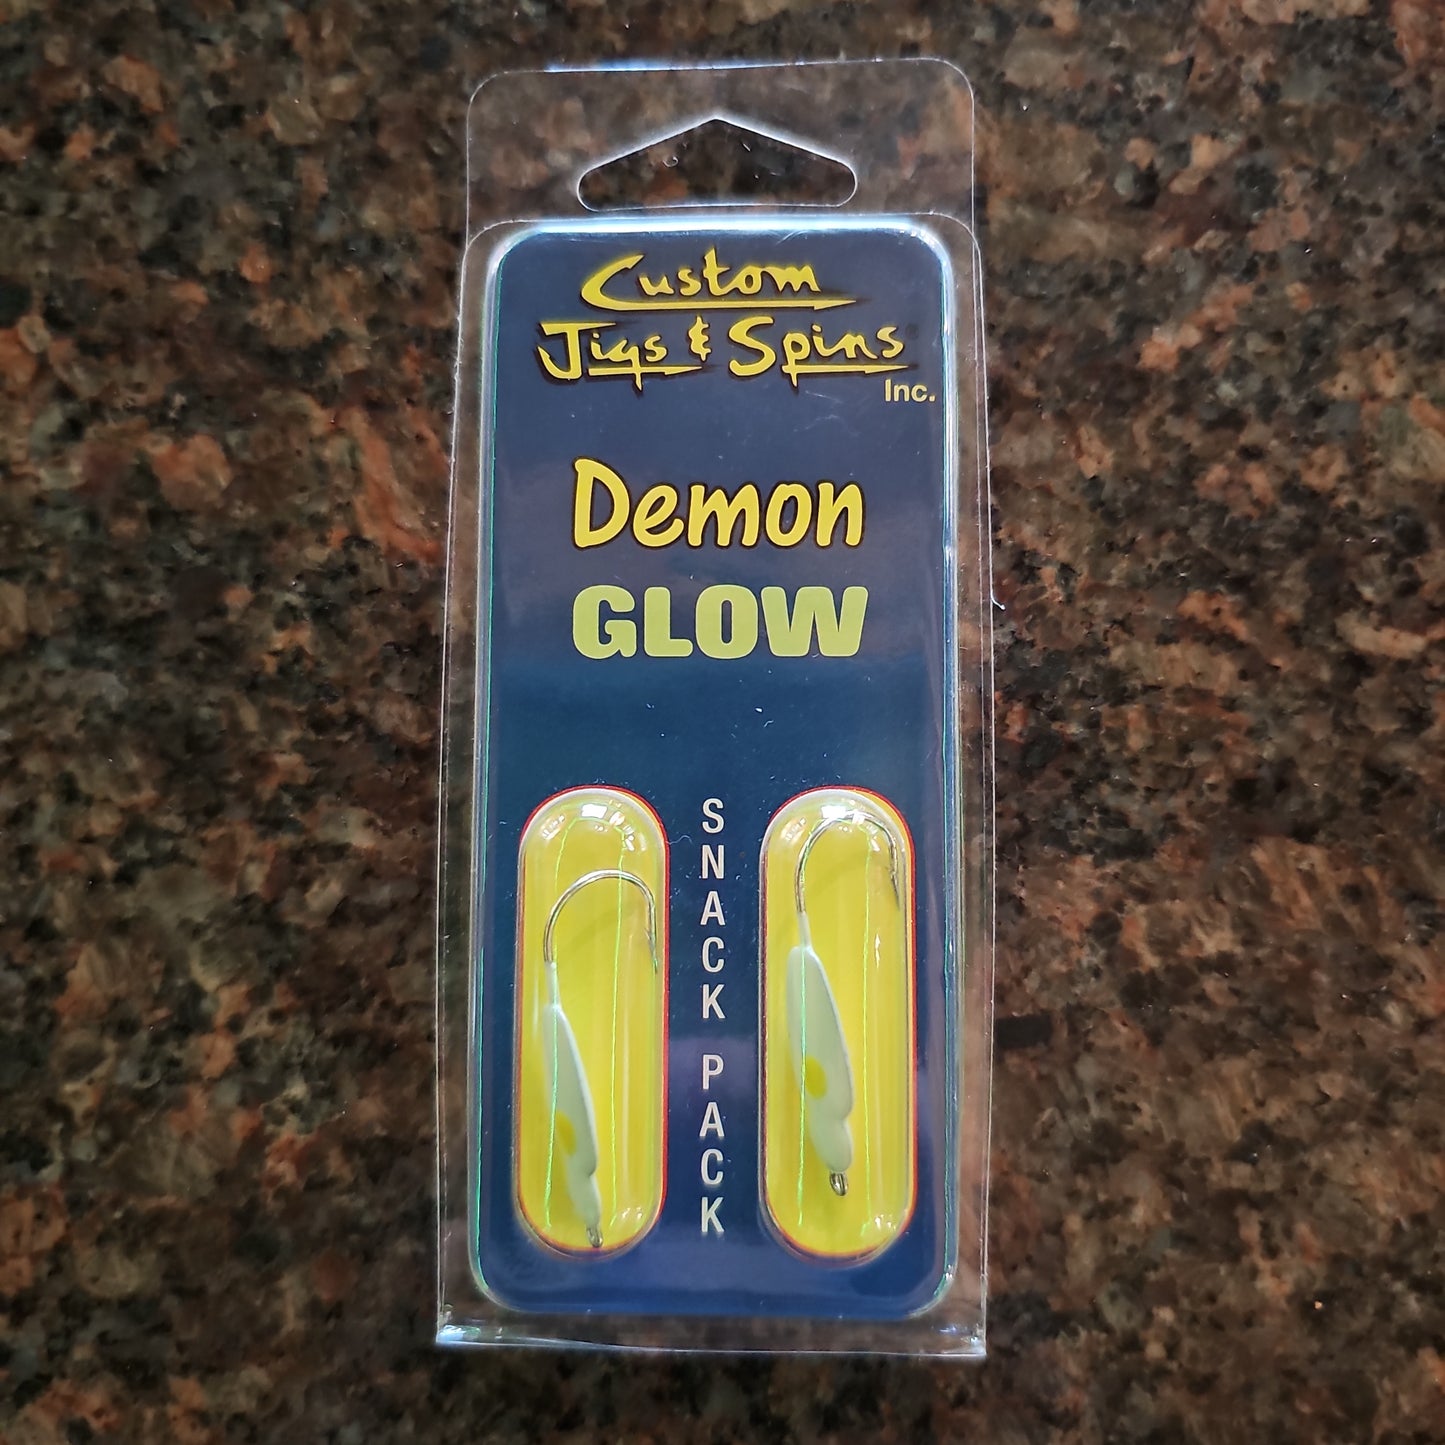 Custom
Jigs & Spins
Inc.
Demon
GLOW
SNACK PACK